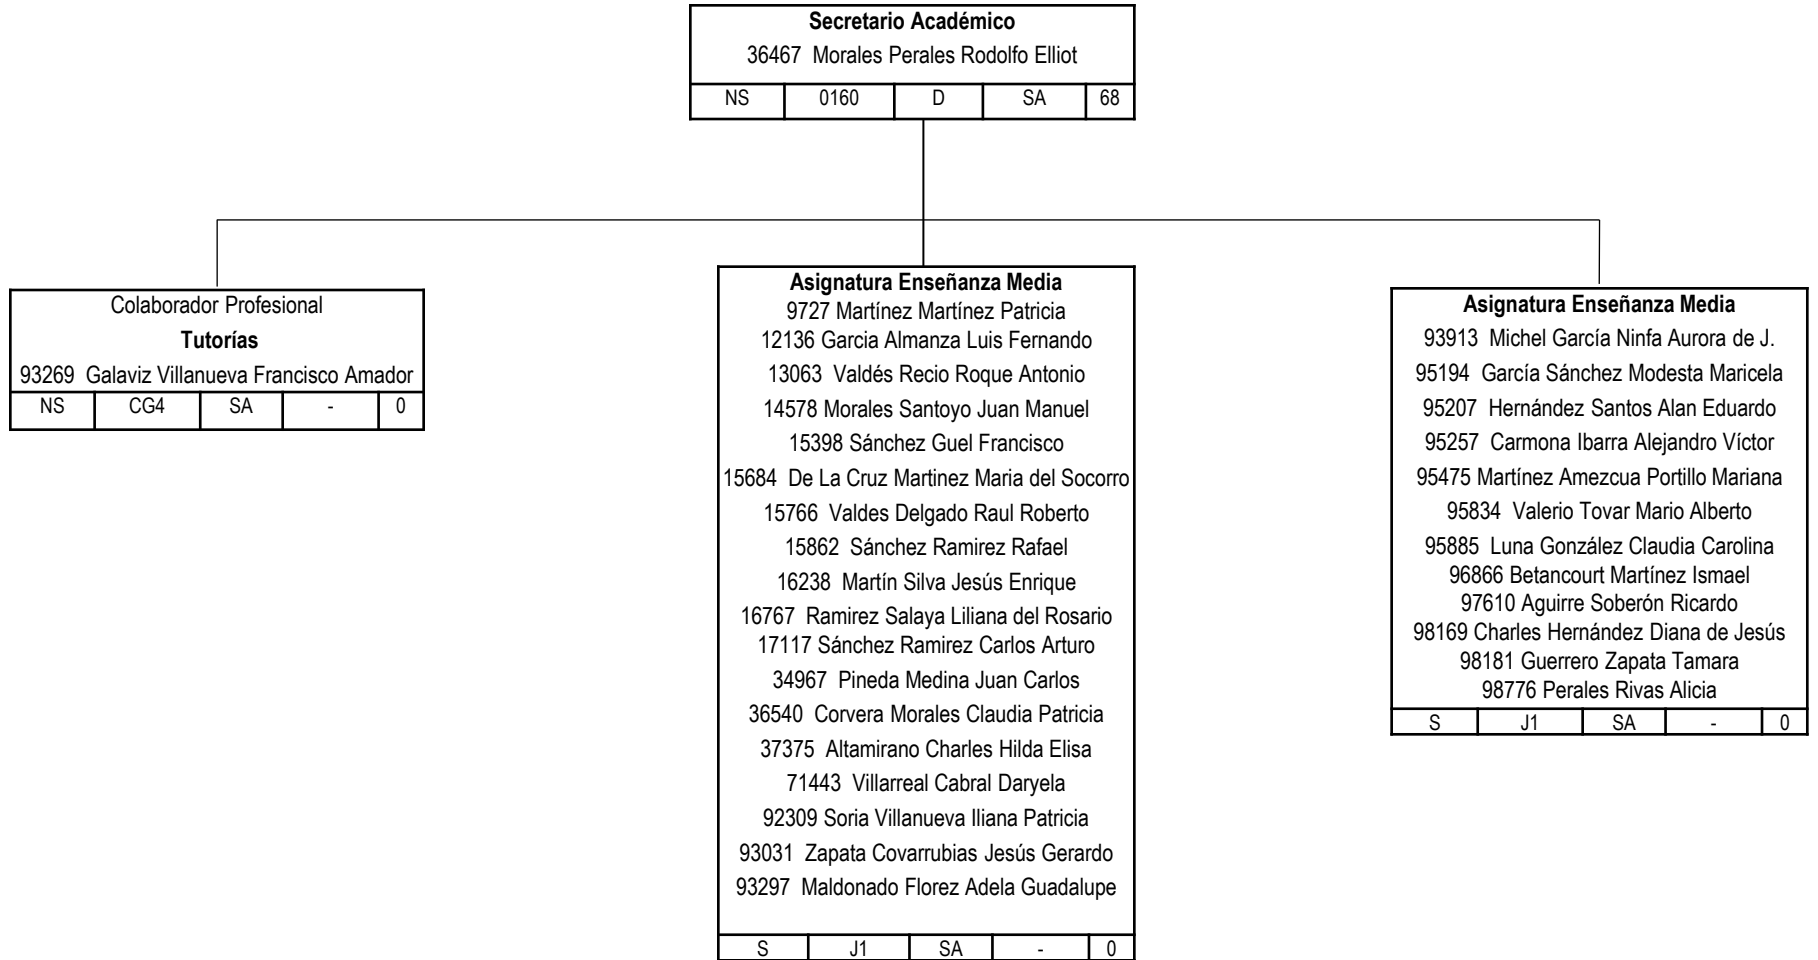 Secretario Académico
36467 Morales Perales Rodolfo Elliot
NS 0160 D SA 68
Colaborador Profesional
Tutorías
93269 Galaviz Villanueva Francisco Amador
NS CG4 SA - 0
Asignatura Enseñanza Media
9727 Martínez Martínez Patricia
12136 Garcia Almanza Luis Fernando
13063 Valdés Recio Roque Antonio
14578 Morales Santoyo Juan Manuel
15398 Sánchez Guel Francisco
15684 De La Cruz Martinez Maria del Socorro
15766 Valdes Delgado Raul Roberto
15862 Sánchez Ramirez Rafael
16238 Martín Silva Jesús Enrique
16767 Ramirez Salaya Liliana del Rosario
17117 Sánchez Ramirez Carlos Arturo
34967 Pineda Medina Juan Carlos
36540 Corvera Morales Claudia Patricia
37375 Altamirano Charles Hilda Elisa
71443 Villarreal Cabral Daryela
92309 Soria Villanueva Iliana Patricia
93031 Zapata Covarrubias Jesús Gerardo
93297 Maldonado Florez Adela Guadalupe
S J1 SA - 0
Asignatura Enseñanza Media
93913 Michel García Ninfa Aurora de J.
95194 García Sánchez Modesta Maricela
95207 Hernández Santos Alan Eduardo
95257 Carmona Ibarra Alejandro Víctor
95475 Martínez Amezcua Portillo Mariana
95834 Valerio Tovar Mario Alberto
95885 Luna González Claudia Carolina
96866 Betancourt Martínez Ismael
97610 Aguirre Soberón Ricardo
98169 Charles Hernández Diana de Jesús
98181 Guerrero Zapata Tamara
98776 Perales Rivas Alicia
S J1 SA - 0